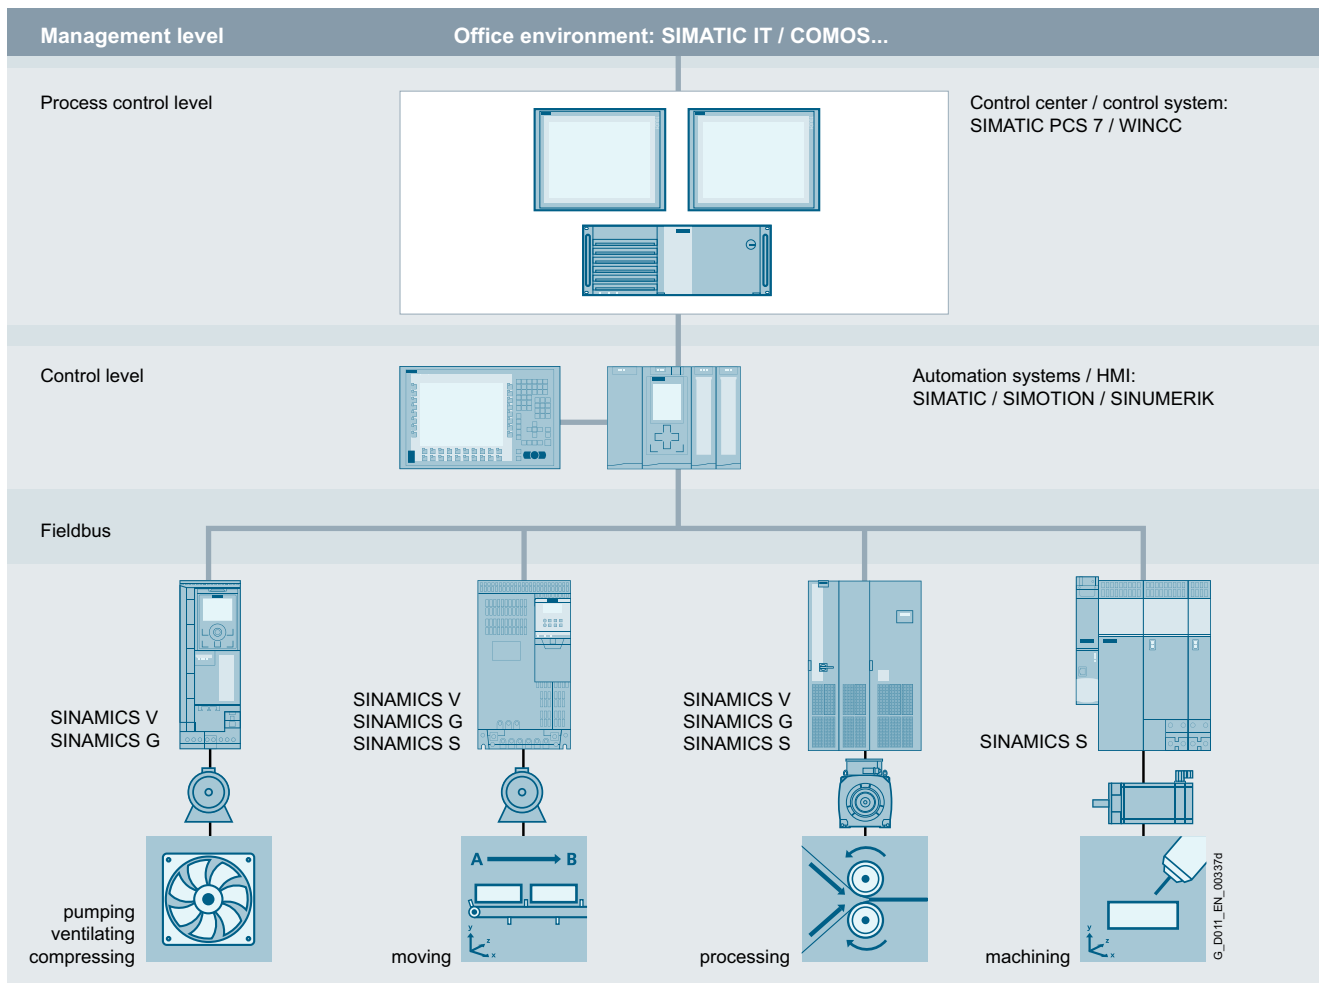 Management level
Office environment: SIMATIC IT / COMOS...
Process control level
Control center / control system:
SIMATIC PCS 7 / WINCC
Control level
Automation systems / HMI:
SIMATIC / SIMOTION / SINUMERIK
Fieldbus
SINAMICS V
SINAMICS G
SINAMICS V
SINAMICS G
SINAMICS S
SINAMICS V
SINAMICS G
SINAMICS S
SINAMICS S
pumping
ventilating
compressing
A B
y
z
x
moving
processing
y
z
x
machining
G_D011_EN_00337d